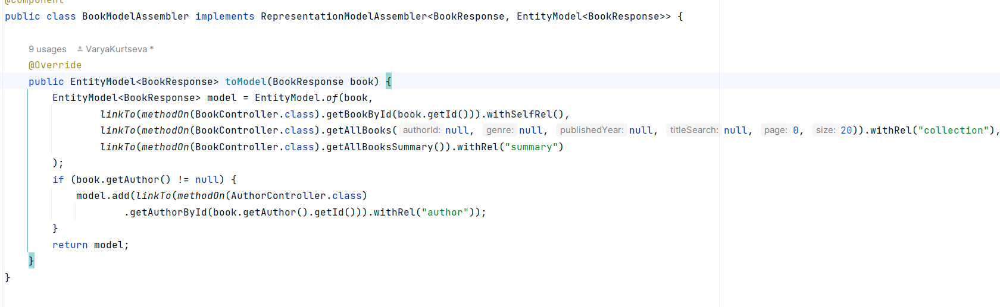 @Component
public class BookModelAssembler implements RepresentationModelAssembler<BookResponse, EntityModel<BookResponse>> {
9 usages VaryaKurtseva *
@Override
public EntityModel<BookResponse> toModel(BookResponse book) {
EntityModel<BookResponse> model = EntityModel.of(book,
linkTo(methodOn(BookController.class).getBookById(book.getId())).withSelfRel(),
linkTo(methodOn(BookController.class).getAllBooks( authorId: null, genre: null, publishedYear: null, titleSearch: null, page: 0, size: 20)).withRel("collection"),
linkTo(methodOn(BookController.class).getAllBooksSummary()).withRel("summary")
);
if (book.getAuthor() != null) {
model.add(linkTo(methodOn(AuthorController.class)
.getAuthorById(book.getAuthor().getId())).withRel("author"));
}
return model;
}
}